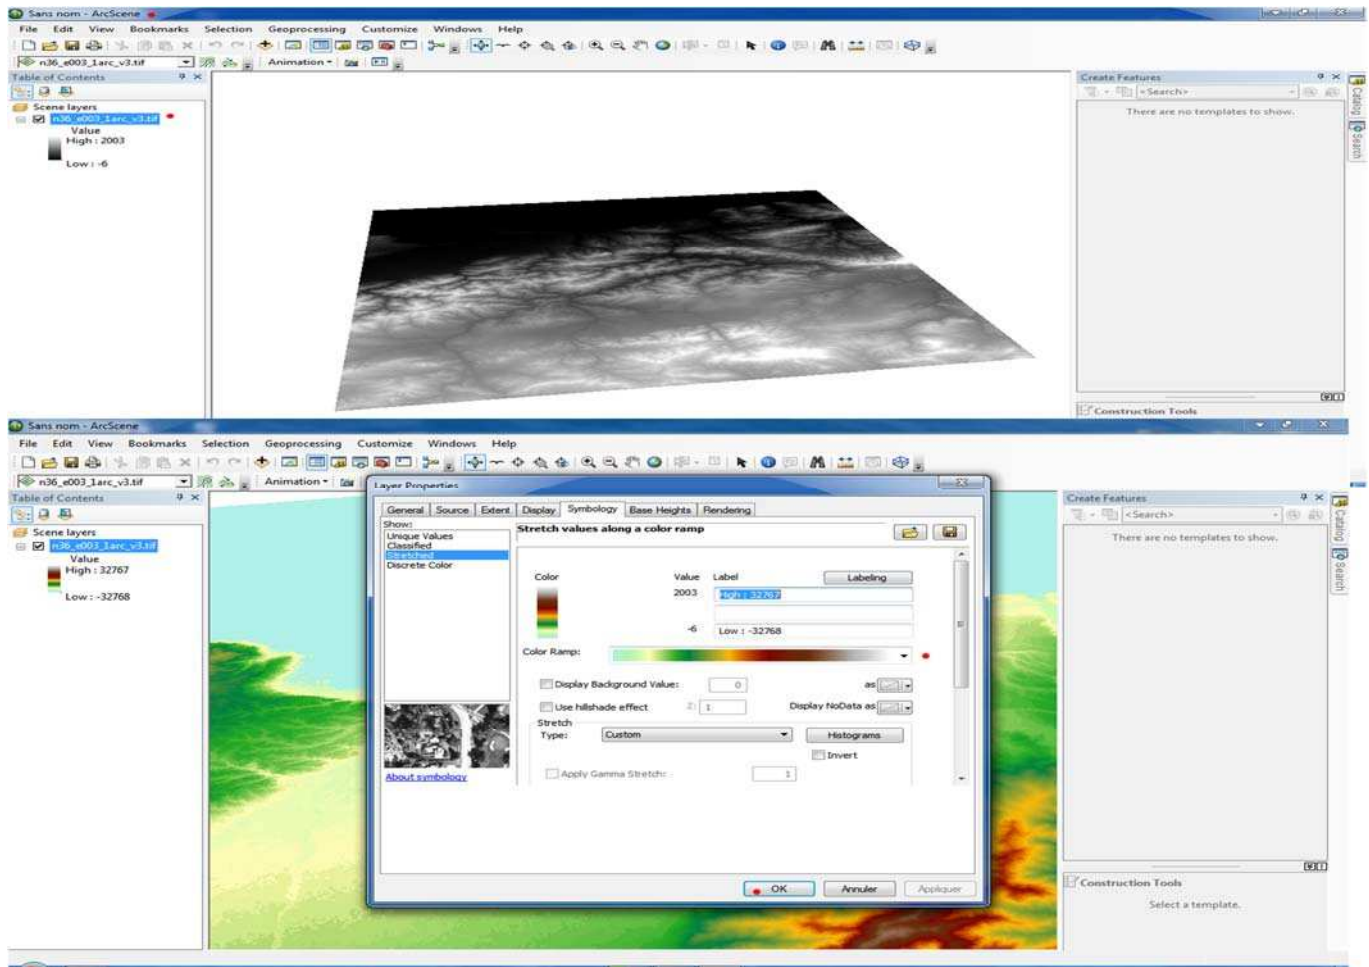 Sans nom - ArcScene
File Edit View Bookmarks Selection Geoprocessing Customize Windows Help
n36_e003_1arc_v3.tif Animation
Table of Contents
Scene layers
n36_e003_1arc_v3.tif
Value
High : 2003
Low : -6
Create Features
<Search>
There are no templates to show.
Catalog
Search
Construction Tools
Sans nom - ArcScene
File Edit View Bookmarks Selection Geoprocessing Customize Windows Help
n36_e003_1arc_v3.tif Animation
Table of Contents
Scene layers
n36_e003_1arc_v3.tif
Value
High : 32767
Low : -32768
Layer Properties
General Source Extent Display Symbology Base Heights Rendering
Show:
Unique Values
Classified
Stretched
Discrete Color
About symbology
Stretch values along a color ramp
Color Value Label Labeling
2003 High : 32767
-6 Low : -32768
Color Ramp:
Display Background Value: 0 as
Use hillshade effect Z: 1 Display NoData as
Stretch
Type: Custom Histograms
Invert
Apply Gamma Stretch: 1
OK Annuler Appliquer
Create Features
<Search>
There are no templates to show.
Catalog
Search
Construction Tools
Select a template.